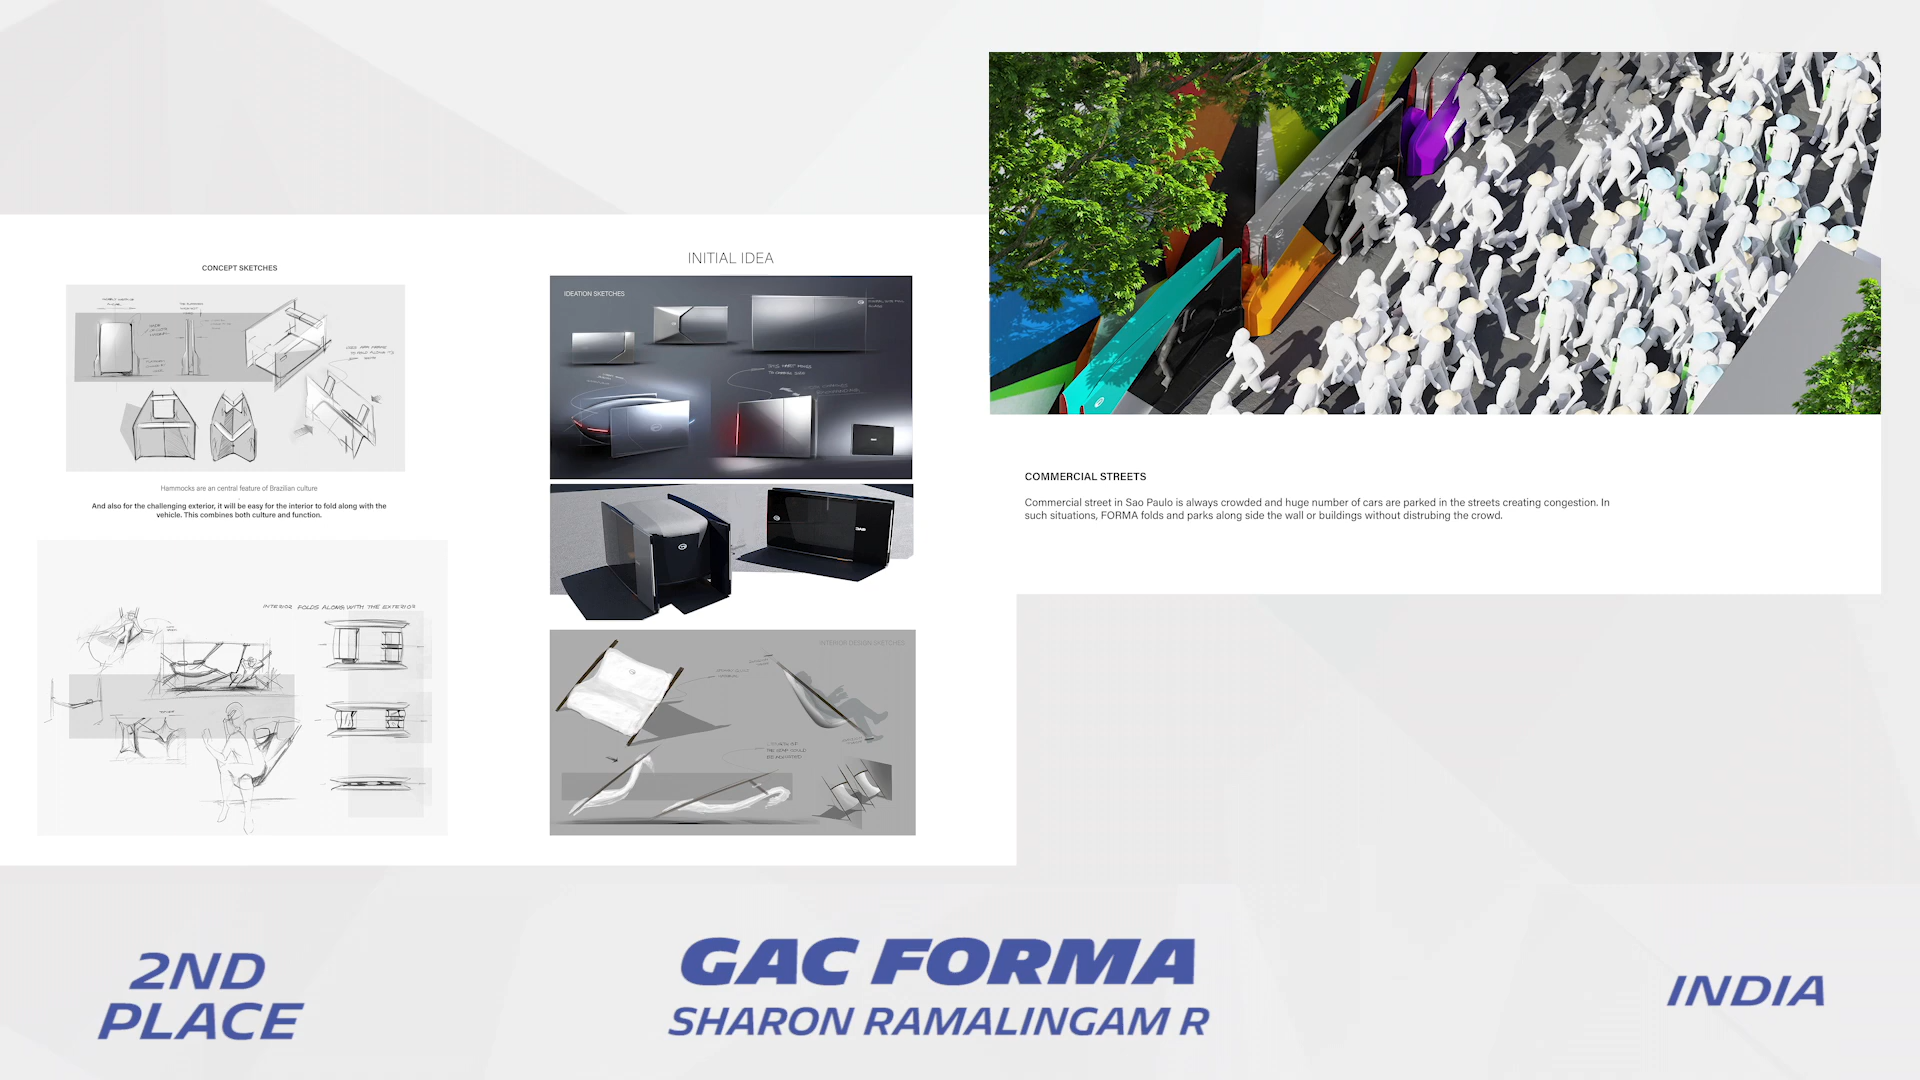 CONCEPT SKETCHES
Hammocks are an central feature of Brazilian culture
And also for the challenging exterior, it will be easy for the interior to fold along with the
vehicle. This combines both culture and function.
INTERIOR FOLDS ALONG WITH THE EXTERIOR
INITIAL IDEA
IDEATION SKETCHES
INTERIOR DESIGN SKETCHES
COMMERCIAL STREETS
Commercial street in Sao Paulo is always crowded and huge number of cars are parked in the streets creating congestion. In
such situations, FORMA folds and parks along side the wall or buildings without distrubing the crowd.
2ND
PLACE
GAC FORMA
SHARON RAMALINGAM R
INDIA